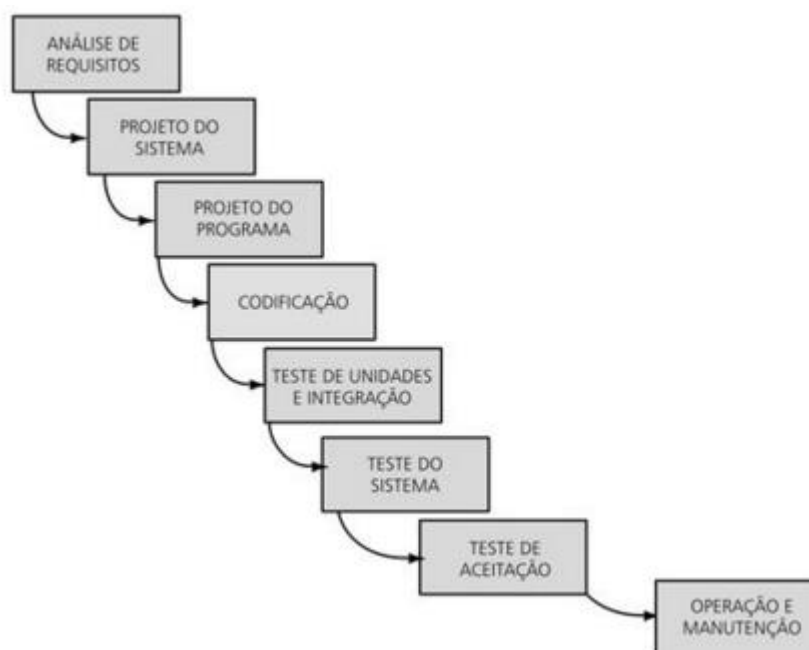 ANÁLISE DE
REQUISITOS
PROJETO DO
SISTEMA
PROJETO DO
PROGRAMA
CODIFICAÇÃO
TESTE DE UNIDADES
E INTEGRAÇÃO
TESTE DO
SISTEMA
TESTE DE
ACEITAÇÃO
OPERAÇÃO E
MANUTENÇÃO